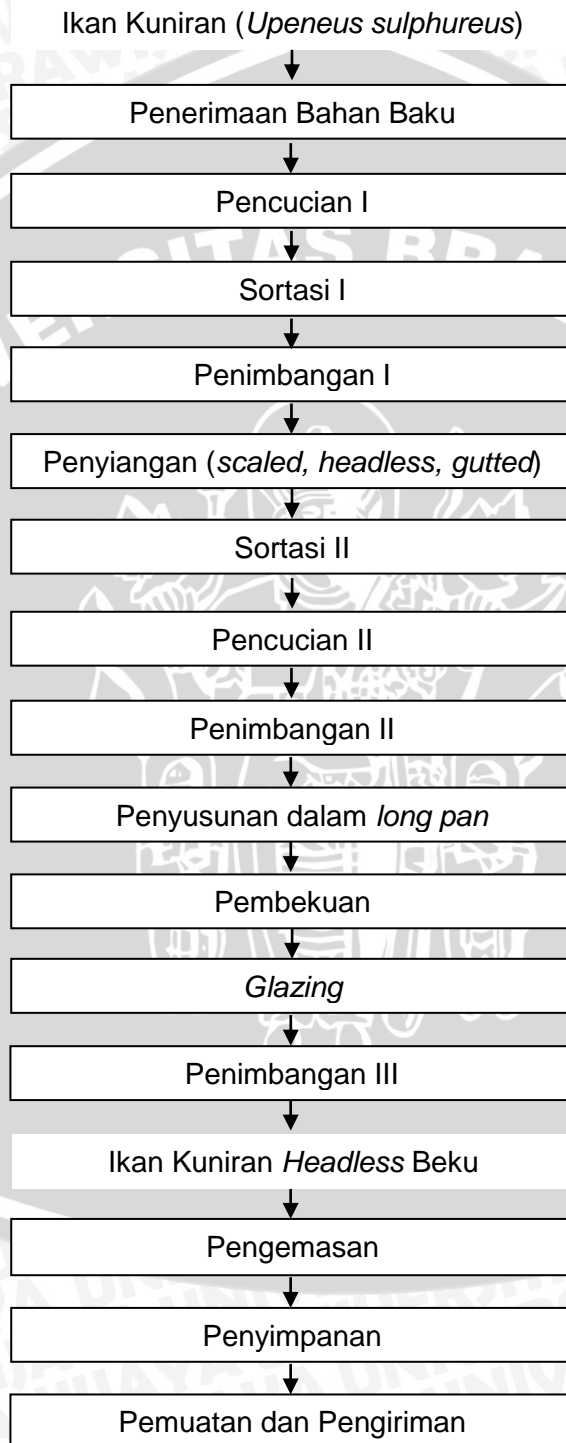 Ikan Kuniran (Upeneus sulphureus)
Penerimaan Bahan Baku
Pencucian I
Sortasi I
Penimbangan I
Penyiangan (scaled, headless, gutted)
Sortasi II
Pencucian II
Penimbangan II
Penyusunan dalam long pan
Pembekuan
Glazing
Penimbangan III
Ikan Kuniran Headless Beku
Pengemasan
Penyimpanan
Pemuatan dan Pengiriman